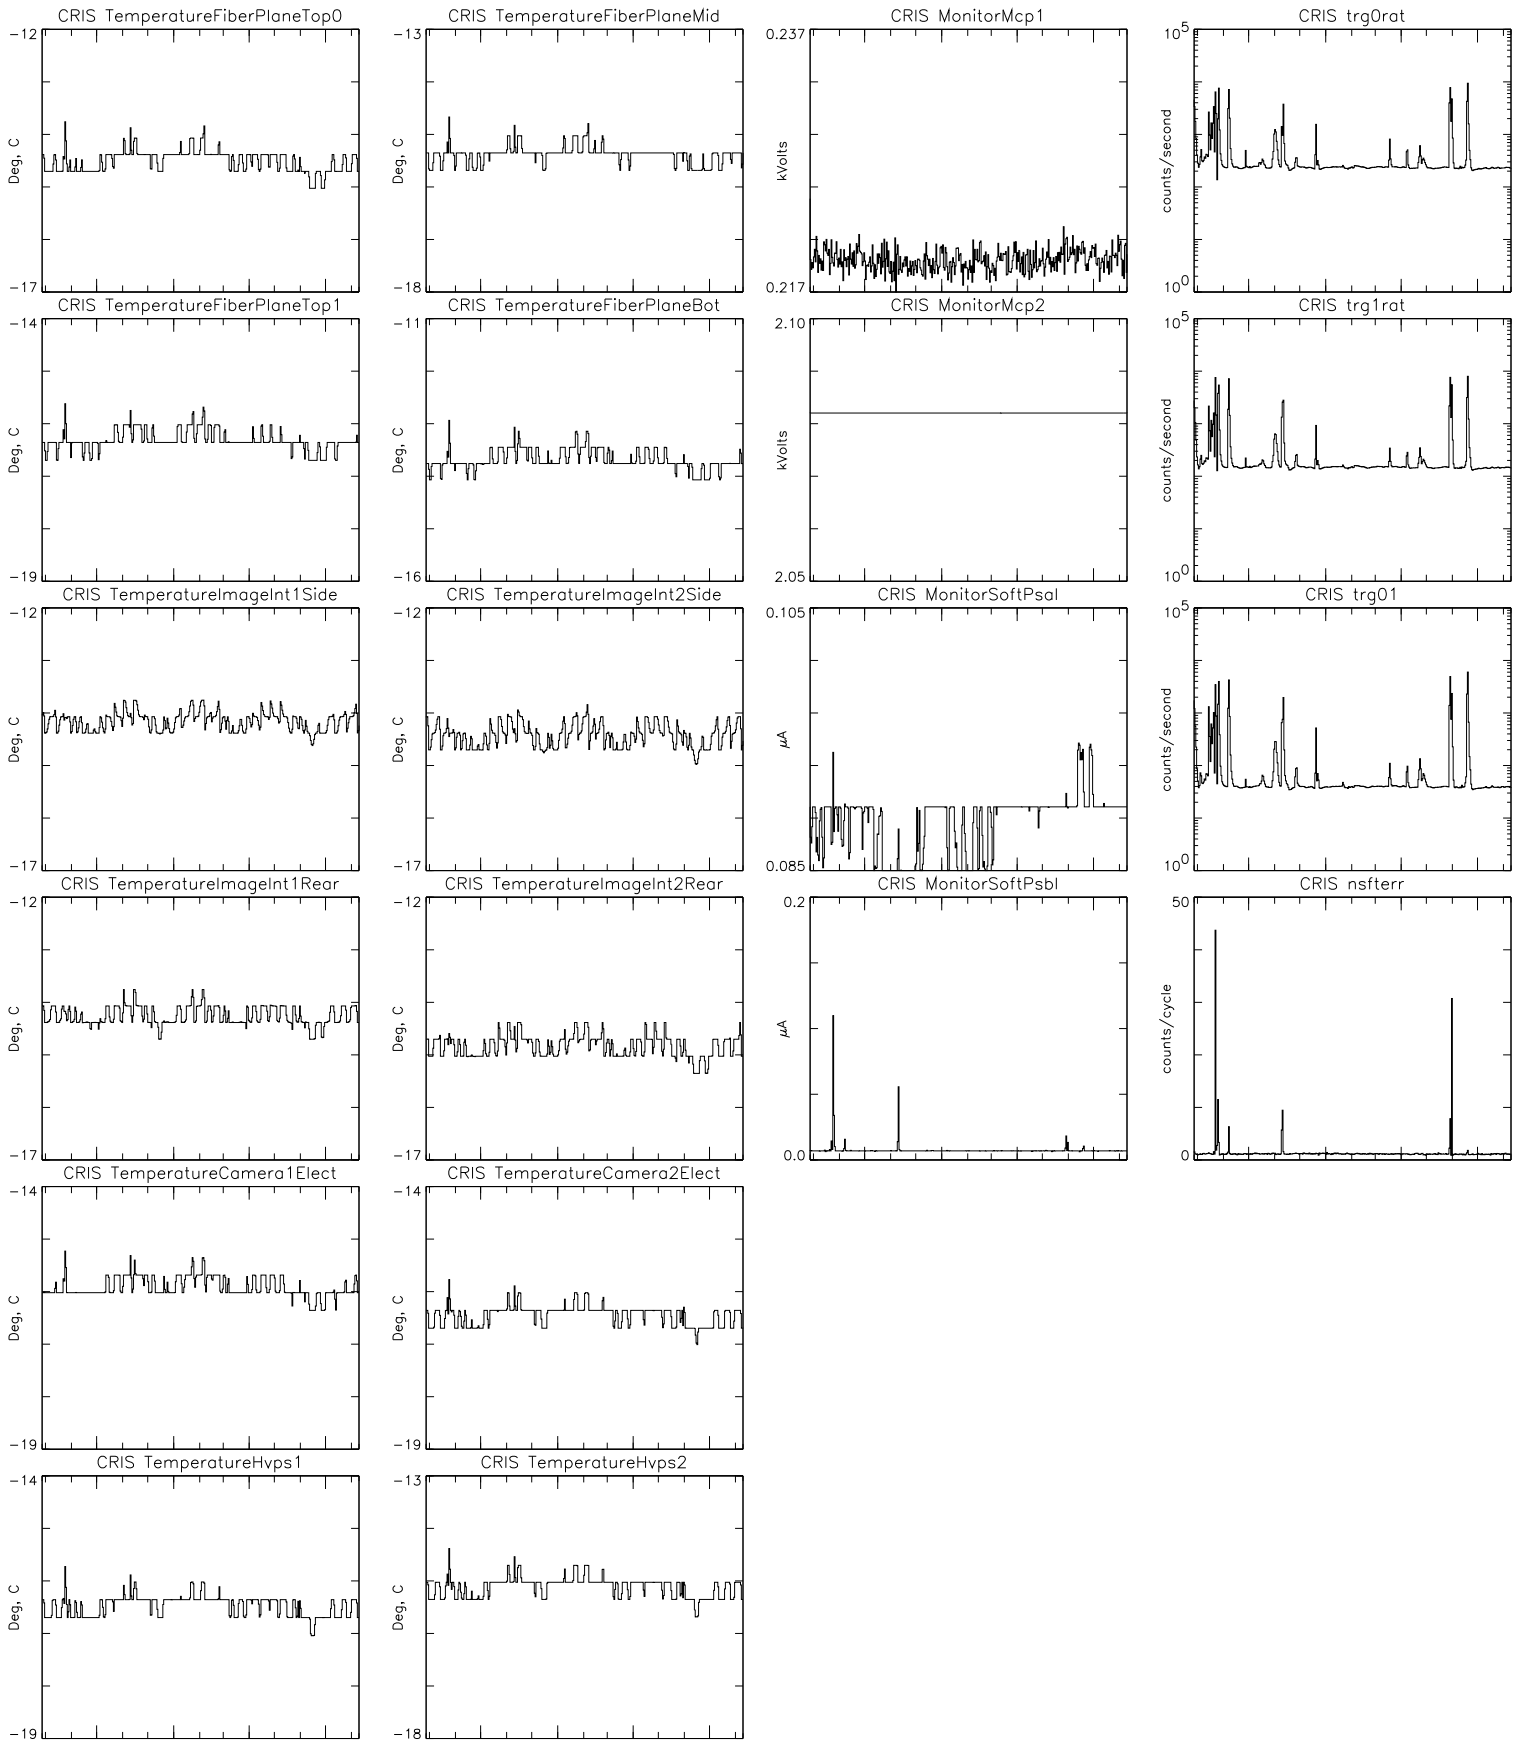 CRIS TemperatureFiberPlaneTop0
-12
Deg, C
-17
CRIS TemperatureFiberPlaneMid
-13
Deg, C
-18
CRIS MonitorMcp1
0.237
kVolts
0.217
CRIS trg0rat
10^5
counts/second
10^0
CRIS TemperatureFiberPlaneTop1
-14
Deg, C
-19
CRIS TemperatureFiberPlaneBot
-11
Deg, C
-16
CRIS MonitorMcp2
2.10
kVolts
2.05
CRIS trg1rat
10^5
counts/second
10^0
CRIS TemperatureImageInt1Side
-12
Deg, C
-17
CRIS TemperatureImageInt2Side
-12
Deg, C
-17
CRIS MonitorSoftPsaI
0.105
μA
0.085
CRIS trg01
10^5
counts/second
10^0
CRIS TemperatureImageInt1Rear
-12
Deg, C
-17
CRIS TemperatureImageInt2Rear
-12
Deg, C
-17
CRIS MonitorSoftPsbI
0.2
μA
0.0
CRIS nsfterr
50
counts/cycle
0
CRIS TemperatureCamera1Elect
-14
Deg, C
-19
CRIS TemperatureCamera2Elect
-14
Deg, C
-19
CRIS TemperatureHvps1
-14
Deg, C
-19
CRIS TemperatureHvps2
-13
Deg, C
-18